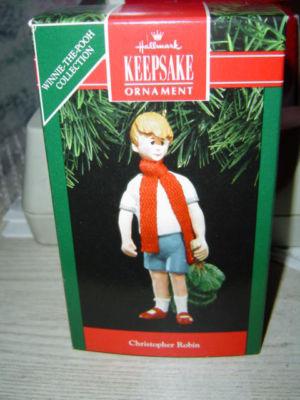 WINNIE-THE-POOH
COLLECTION
Hallmark
KEEPSAKE
ORNAMENT
Christopher Robin